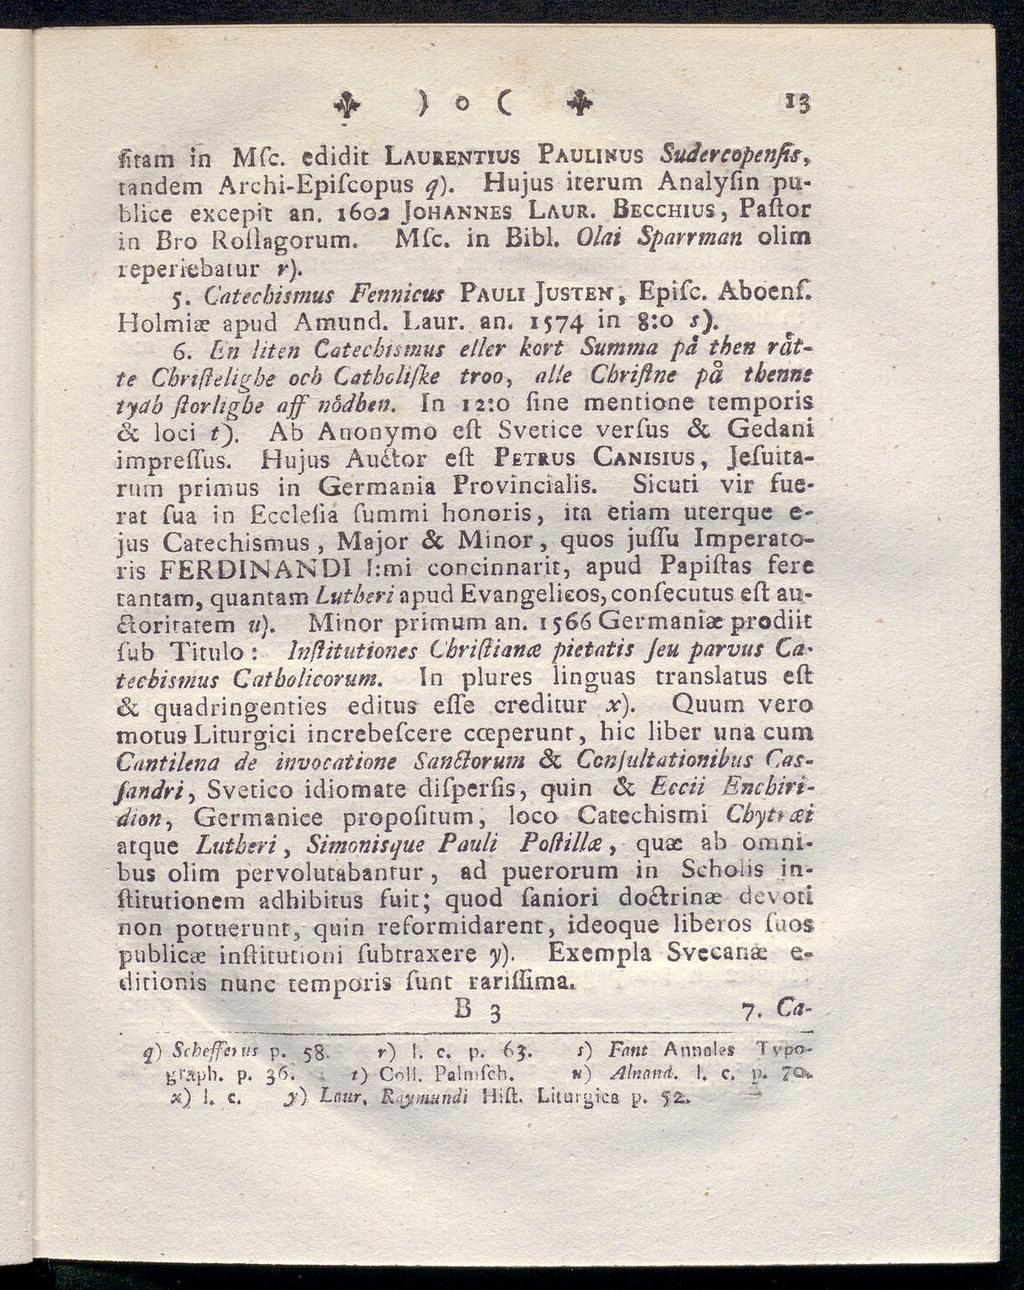 ) o ( 13
ſitam in Mſc. edidit LAURENTIUS PAULINUS Sudercopenſis,
tandem Archi-Epiſcopus q). Hujus iterum Analyſin pu-
blice excepit an. 1602 JOHANNES LAUR. BECCHIUS, Paſtor
in Bro Roſlagorum. Mſc. in Bibl. Olai Sparrman olim
reperiebatur r).
5. Catechismus Fennicus PAULI JUSTEN, Epiſc. Aboenſ.
Holmiæ apud Amund. Laur. an. 1574 in 8:o s).
6. En liten Catechismus eller kort Summa på then råt-
te Chriſtelighe och Catholiſke troo, alle Chriſtne på thenne
tydh ſtorlighe aff nödhen. In 12:o ſine mentione temporis
& loci t). Ab Anonymo eſt Svetice verſus & Gedani
impreſſus. Hujus Auctor eſt PETRUS CANISIUS, Jeſuita-
rum primus in Germania Provincialis. Sicuti vir fue-
rat ſua in Eccleſia ſummi honoris, ita etiam uterque e-
jus Catechismus, Major & Minor, quos juſſu Imperato-
ris FERDINANDI I:mi concinnarit, apud Papiſtas fere
tantam, quantam Lutheri apud Evangelicos, conſecutus eſt au-
ctoritatem u). Minor primum an. 1566 Germaniæ prodiit
ſub Titulo: Inſtitutiones Chriſtianæ pietatis ſeu parvus Ca-
techismus Catholicorum. In plures linguas translatus eſt
& quadringenties editus eſſe creditur x). Quum vero
motus Liturgici increbeſcere cœperunt, hic liber una cum
Cantilena de invocatione Sanctorum & Conſultationibus Cas-
ſandri, Svetico idiomate diſperſis, quin & Eccii Enchiri-
dion, Germanice propoſitum, loco Catechismi Chytræi
atque Lutheri, Simonisque Pauli Poſtillæ, quæ ab omni-
bus olim pervolutabantur, ad puerorum in Scholis in-
ſtitutionem adhibitus fuit; quod ſaniori doctrinæ devoti
non potuerunt, quin reformidarent, ideoque liberos ſuos
publicæ inſtitutioni ſubtraxere y). Exempla Svecanæ e-
ditionis nunc temporis ſunt rariſſima.
B 3 7. Ca-
q) Schefferus p. 58. r) l. c. p. 63. s) Fant Annales Typo-
graph. p. 36. t) Coll. Palmſch. u) Alnand. l. c. p. 70.
x) l. c. y) Laur. Raymundi Hiſt. Liturgica p. 52.